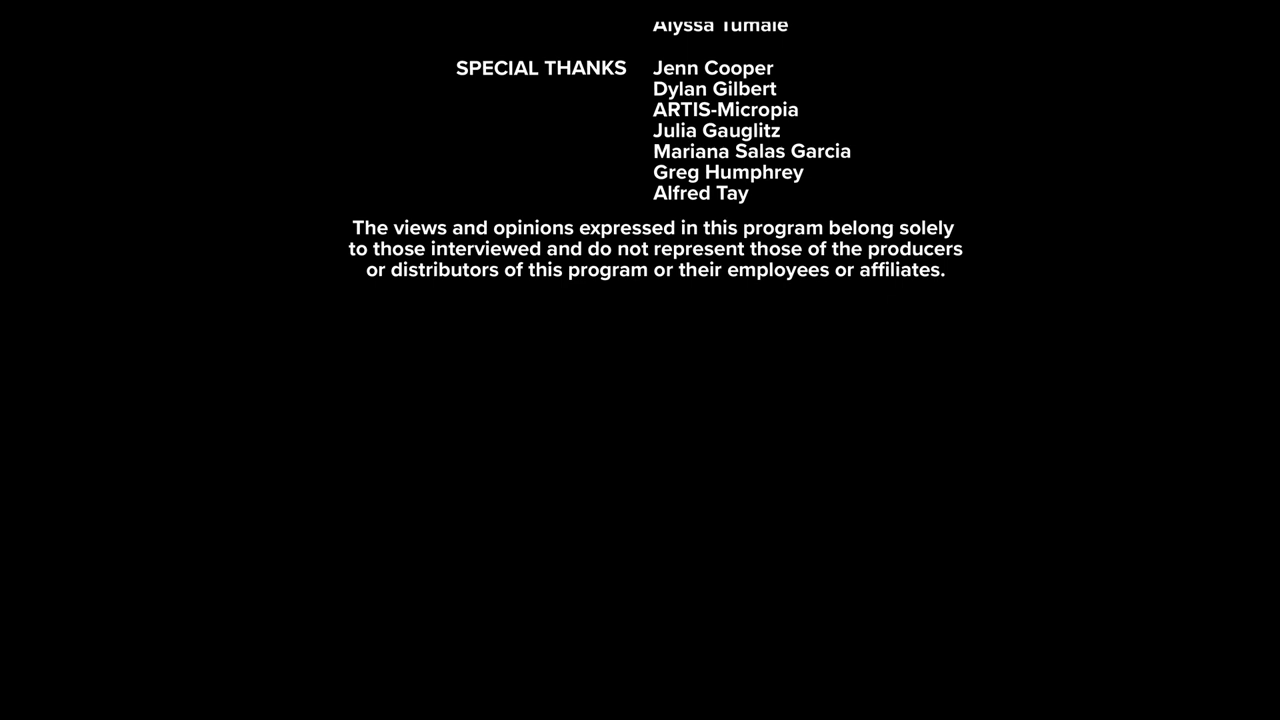 Alyssa Tumale
SPECIAL THANKS Jenn Cooper
Dylan Gilbert
ARTIS-Micropia
Julia Gauglitz
Mariana Salas Garcia
Greg Humphrey
Alfred Tay
The views and opinions expressed in this program belong solely
to those interviewed and do not represent those of the producers
or distributors of this program or their employees or affiliates.